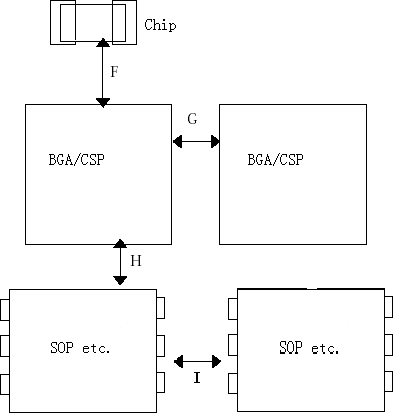 Chip
F
G
BGA/CSP
BGA/CSP
H
SOP etc.
SOP etc.
I